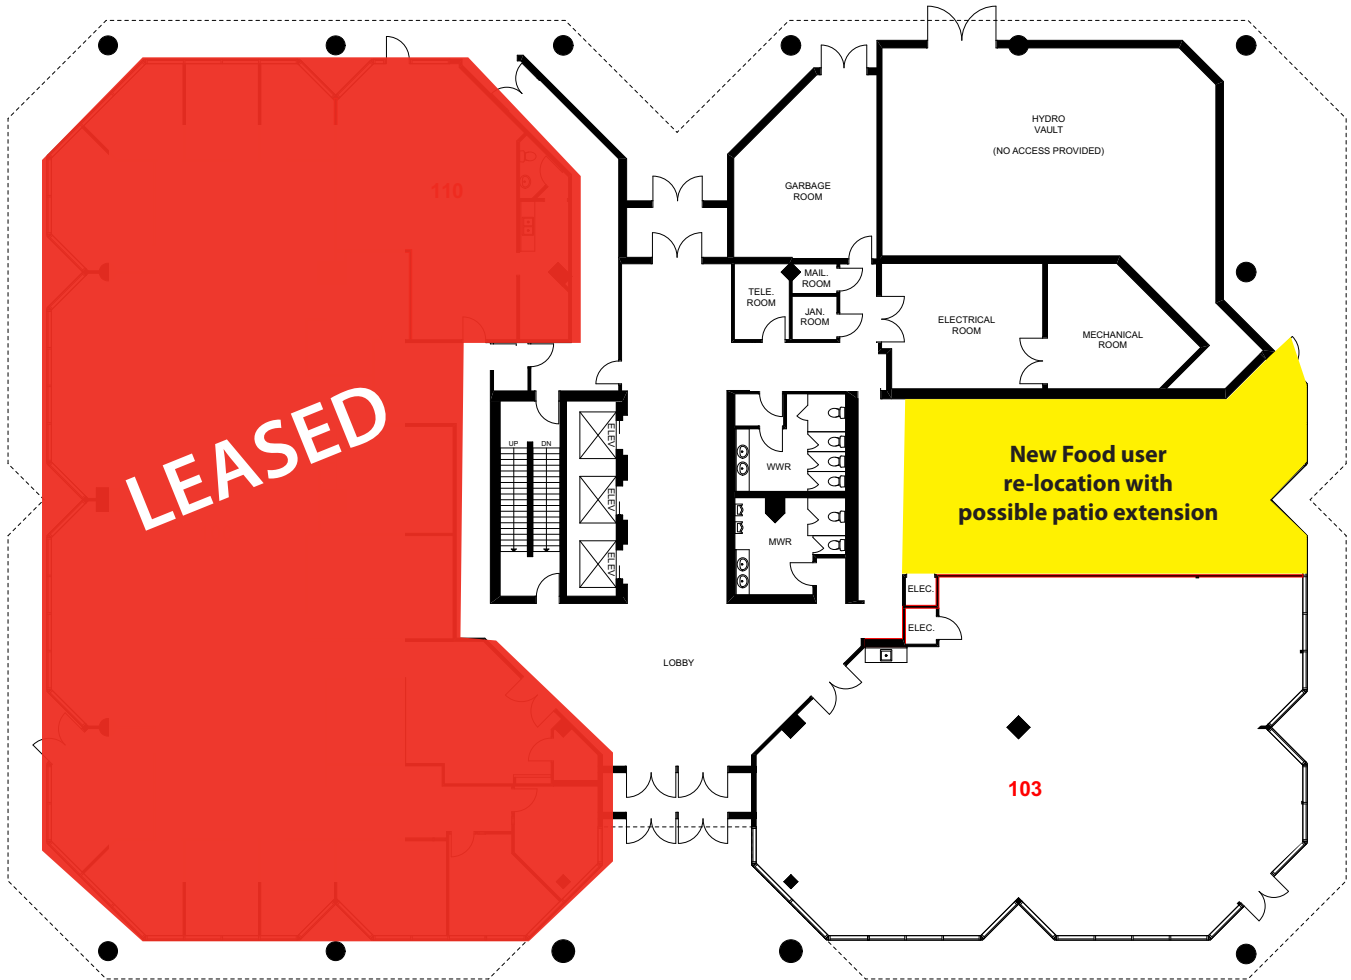 HYDRO
VAULT
(NO ACCESS PROVIDED)
110
GARBAGE
ROOM
MAIL.
ROOM
TELE.
ROOM
JAN.
ROOM
ELECTRICAL
ROOM
MECHANICAL
ROOM
LEASED
UP
DN
ELEV
ELEV
ELEV
WWR
MWR
New Food user
re-location with
possible patio extension
ELEC.
ELEC.
LOBBY
103